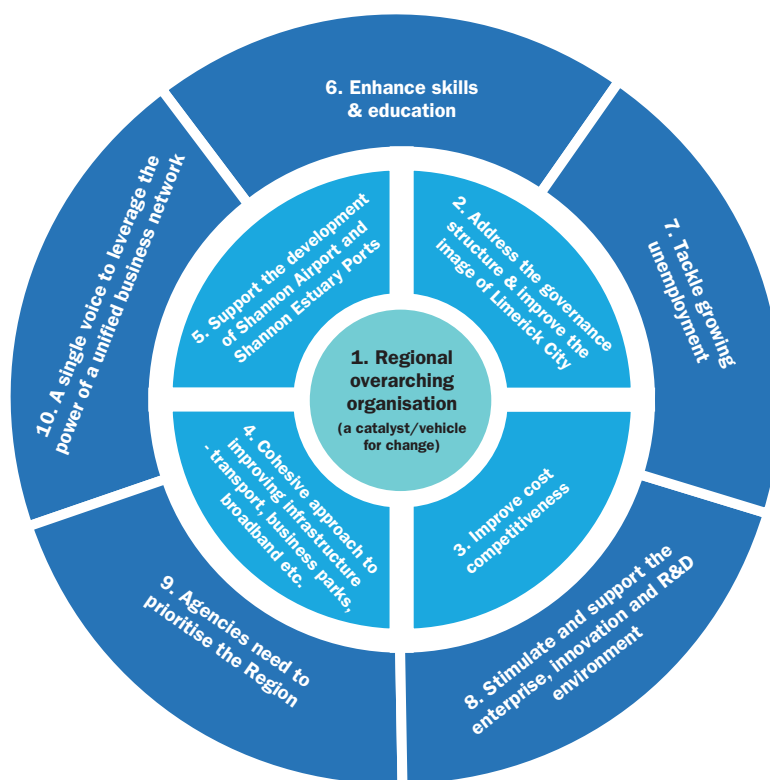 1. Regional
overarching
organisation
(a catalyst/vehicle
for change)
2. Address the governance
structure & improve the
image of Limerick City
3. Improve cost
competitiveness
4. Cohesive approach to
improving infrastructure
- transport, business parks,
broadband etc.
5. Support the development
of Shannon Airport and
Shannon Estuary Ports
6. Enhance skills
& education
7. Tackle growing
unemployment
8. Stimulate and support the
enterprise, innovation and R&D
environment
9. Agencies need to
prioritise the Region
10. A single voice to leverage the
power of a unified business network